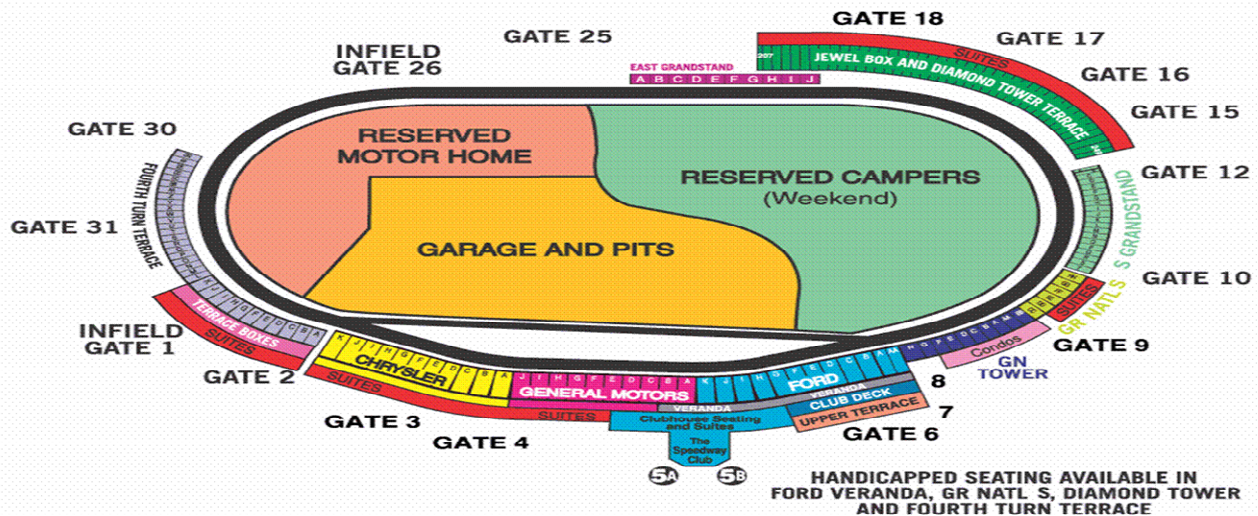 GATE 18
GATE 25
GATE 17
INFIELD
GATE 26
SUITES
207
JEWEL BOX AND DIAMOND TOWER TERRACE
EAST GRANDSTAND
A B C D E F G H I J
GATE 16
GATE 15
GATE 30
RESERVED
MOTOR HOME
GATE 12
FOURTH TURN TERRACE
RESERVED CAMPERS
(Weekend)
S GRANDSTAND
GATE 31
GARAGE AND PITS
GATE 10
SUITES
GR NATL S
K J I H G F E D C B A
TERRACE BOXES
SUITES
INFIELD
GATE 1
GATE 2
K J I H G F E D C B A
CHRYSLER
SUITES
J I H G F E D C B A
GENERAL MOTORS
SUITES
K J I H G F E D C B A M
FORD
VERANDA
VERANDA
CLUB DECK
UPPER TERRACE
Condos
GN
TOWER
GATE 9
8
7
GATE 3
GATE 4
Clubhouse Seating
and Suites
The
Speedway
Club
GATE 6
5A
5B
HANDICAPPED SEATING AVAILABLE IN
FORD VERANDA, GR NATL S, DIAMOND TOWER
AND FOURTH TURN TERRACE